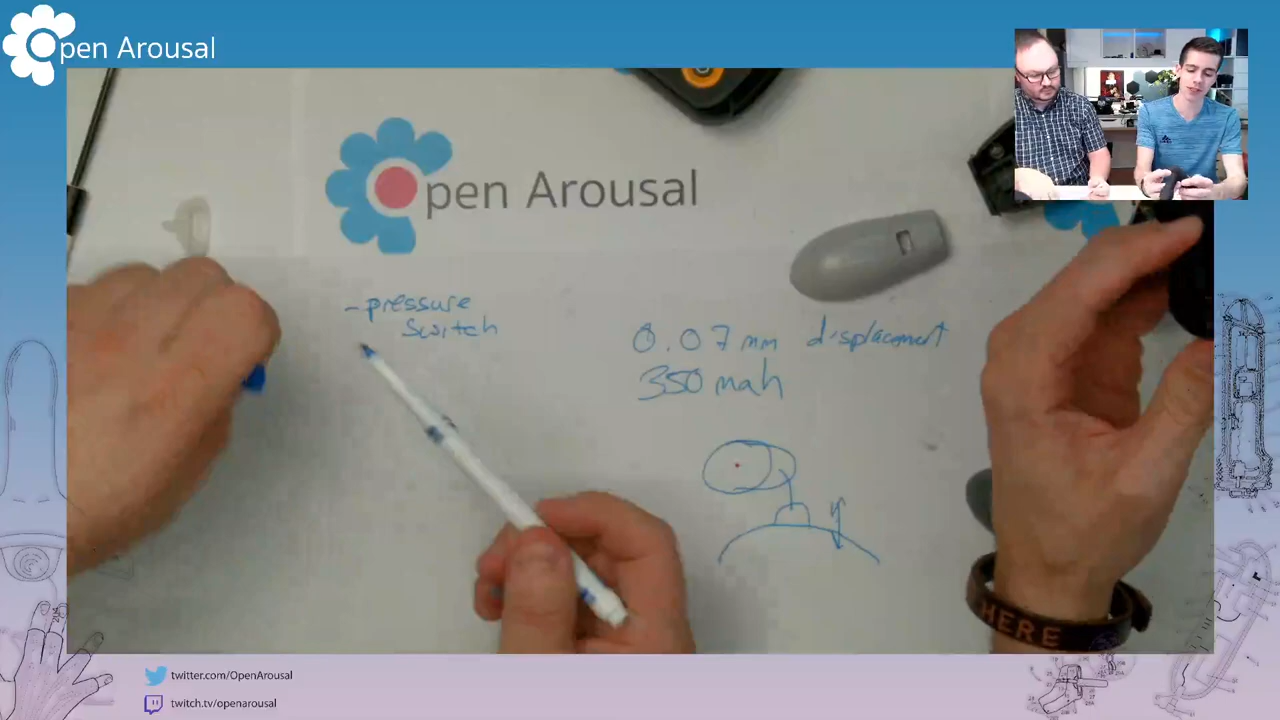 Open Arousal
Open Arousal
-pressure
switch
0.07 mm displacement
350 mah
HERE
twitter.com/OpenArousal
twitch.tv/openarousal